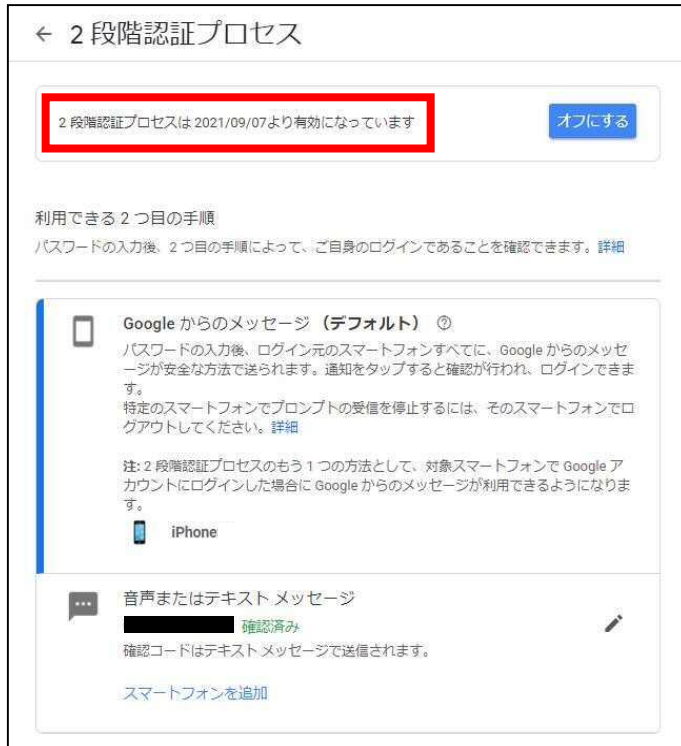 ← 2 段階認証プロセス
2 段階認証プロセスは 2021/09/07より有効になっています
オフにする
利用できる 2 つ目の手順
パスワードの入力後、2 つ目の手順によって、ご自身のログインであることを確認できます。詳細
Google からのメッセージ（デフォルト）
パスワードの入力後、ログイン元のスマートフォンすべてに、Google からのメッセ
ージが安全な方法で送られます。通知をタップすると確認が行われ、ログインできま
す。
特定のスマートフォンでプロンプトの受信を停止するには、そのスマートフォンでロ
グアウトしてください。詳細
注: 2 段階認証プロセスのもう 1 つの方法として、対象スマートフォンで Google ア
カウントにログインした場合に Google からのメッセージが利用できるようになりま
す。
iPhone
音声またはテキスト メッセージ
確認済み
確認コードはテキスト メッセージで送信されます。
スマートフォンを追加